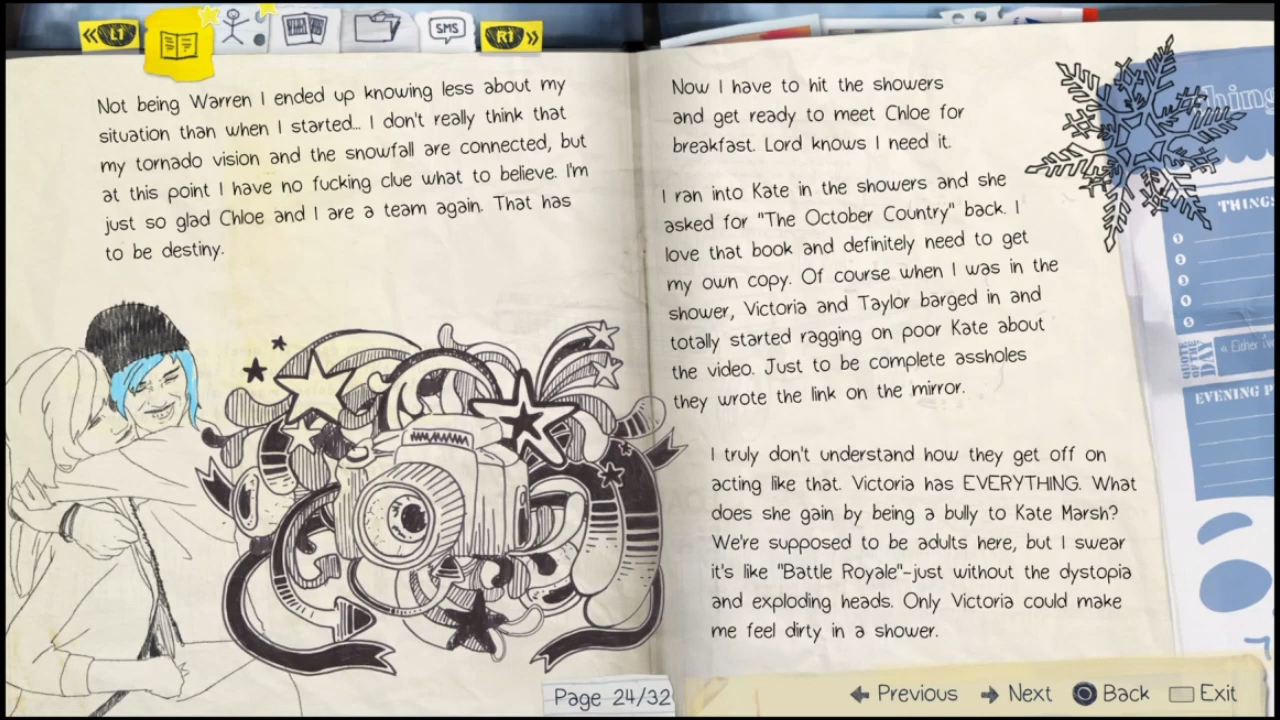 L1
SMS
R1
Not being Warren I ended up knowing less about my
situation than when I started... I don't really think that
my tornado vision and the snowfall are connected, but
at this point I have no fucking clue what to believe. I'm
just so glad Chloe and I are a team again. That has
to be destiny.
Now I have to hit the showers
and get ready to meet Chloe for
breakfast. Lord knows I need it.
I ran into Kate in the showers and she
asked for "The October Country" back. I
love that book and definitely need to get
my own copy. Of course when I was in the
shower, Victoria and Taylor barged in and
totally started ragging on poor Kate about
the video. Just to be complete assholes
they wrote the link on the mirror.
I truly don't understand how they get off on
acting like that. Victoria has EVERYTHING. What
does she gain by being a bully to Kate Marsh?
We're supposed to be adults here, but I swear
it's like "Battle Royale"-just without the dystopia
and exploding heads. Only Victoria could make
me feel dirty in a shower.
THINGS
1
2
3
4
5
QUOTE OF THE DAY
« Either
EVENING P
Page 24/32
Previous
Next
Back
Exit